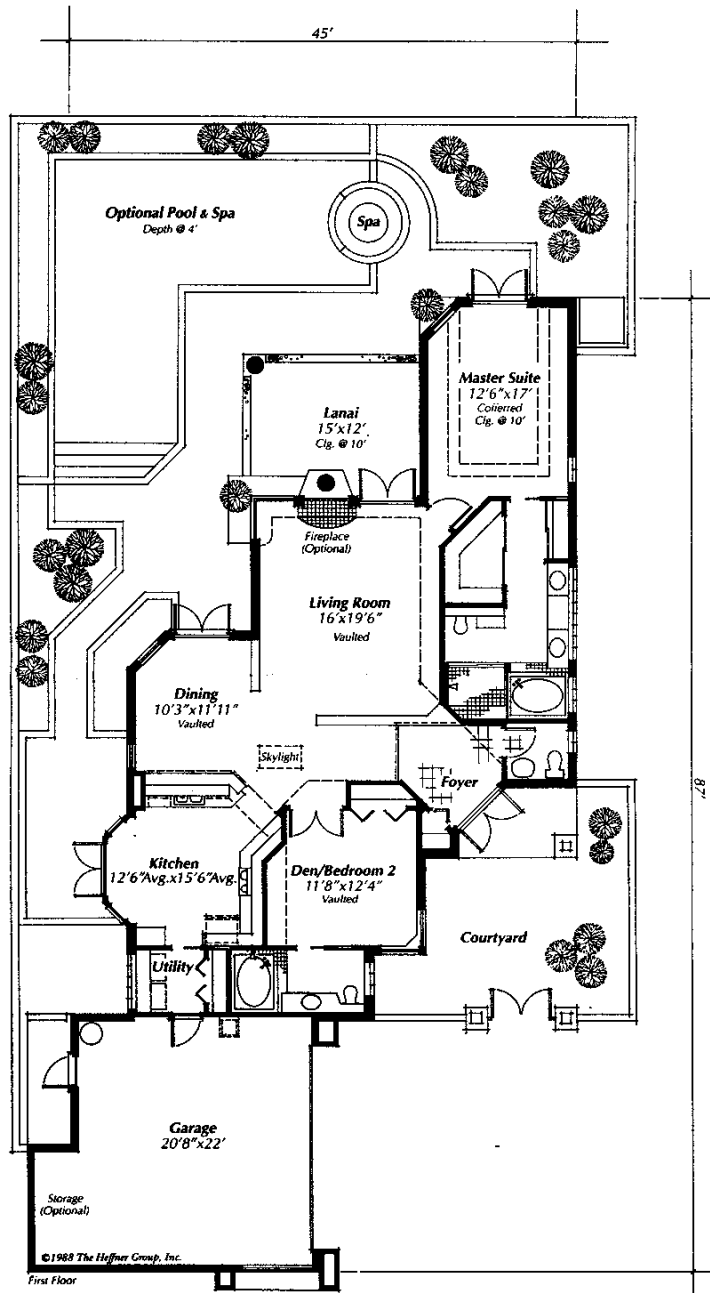 45'
Optional Pool & Spa
Depth @ 4'
Spa
Master Suite
12'6"x17'
Coffered
Clg. @ 10'
Lanai
15'x12'
Clg. @ 10'
Fireplace
(Optional)
Living Room
16'x19'6"
Vaulted
Dining
10'3"x11'11"
Vaulted
Skylight
Foyer
87'
Kitchen
12'6"Avg.x15'6"Avg.
Den/Bedroom 2
11'8"x12'4"
Vaulted
Courtyard
Utility
Garage
20'8"x22'
Storage
(Optional)
©1988 The Heffner Group, Inc.
First Floor